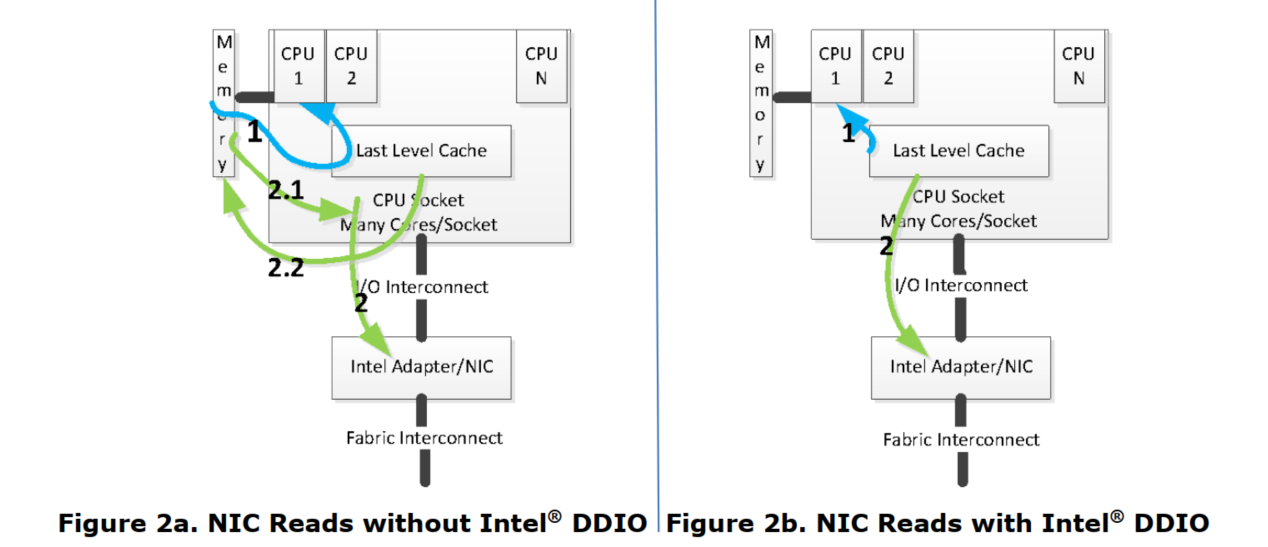 Memory
CPU 1
CPU 2
CPU N
1
Last Level Cache
2.1
CPU Socket
Many Cores/Socket
2.2
I/O Interconnect
2
Intel Adapter/NIC
Fabric Interconnect
Figure 2a. NIC Reads without Intel® DDIO
Memory
CPU 1
CPU 2
CPU N
1
Last Level Cache
CPU Socket
Many Cores/Socket
2
I/O Interconnect
Intel Adapter/NIC
Fabric Interconnect
Figure 2b. NIC Reads with Intel® DDIO